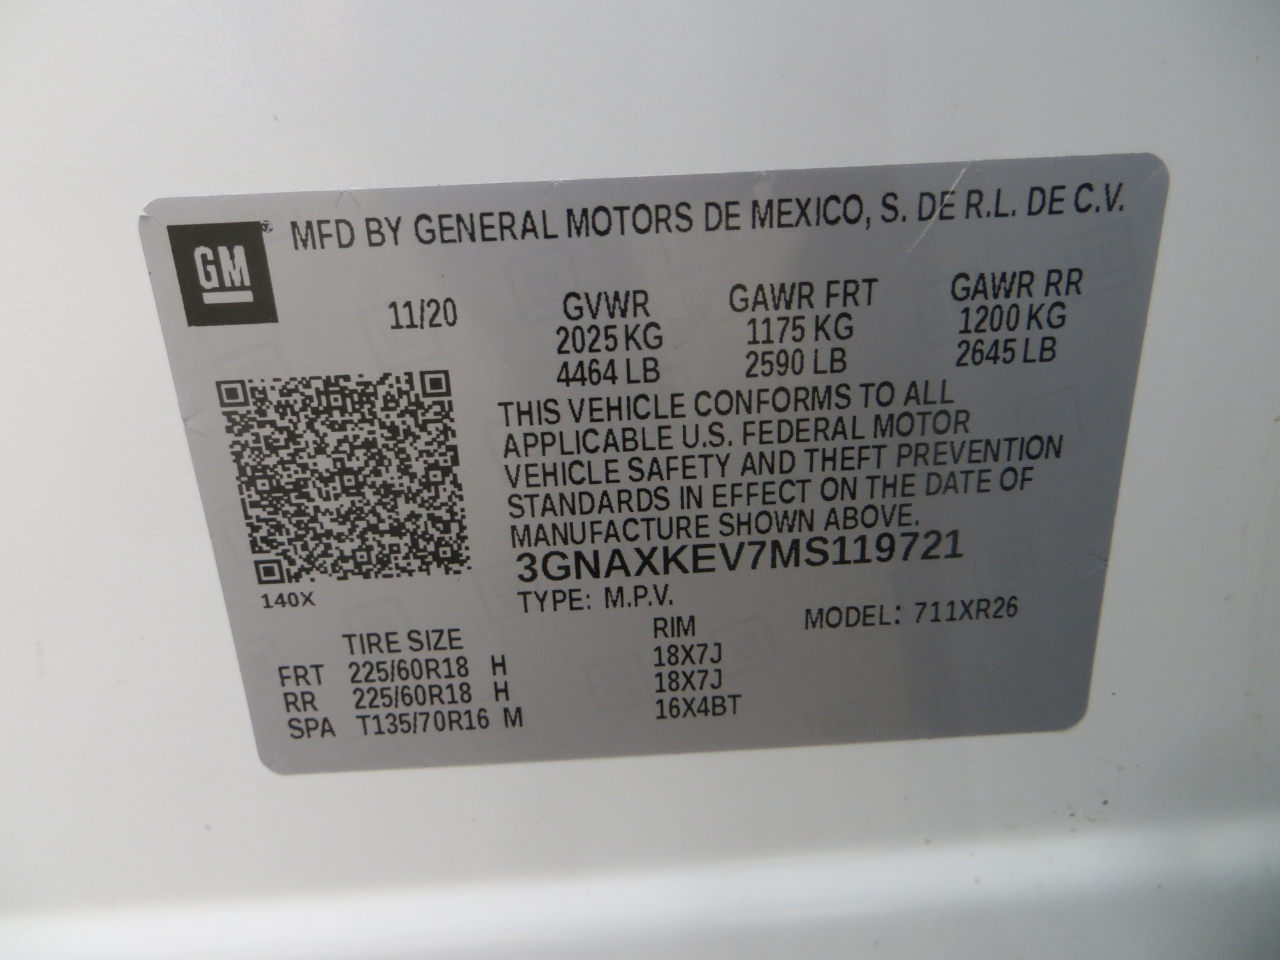 GM
MFD BY GENERAL MOTORS DE MEXICO, S. DE R.L. DE C.V.
11/20 GVWR GAWR FRT GAWR RR
2025 KG 1175 KG 1200 KG
4464 LB 2590 LB 2645 LB
THIS VEHICLE CONFORMS TO ALL
APPLICABLE U.S. FEDERAL MOTOR
VEHICLE SAFETY AND THEFT PREVENTION
STANDARDS IN EFFECT ON THE DATE OF
MANUFACTURE SHOWN ABOVE.
3GNAXKEV7MS119721
140X
TYPE: M.P.V. MODEL: 711XR26
TIRE SIZE RIM
FRT 225/60R18 H 18X7J
RR 225/60R18 H 18X7J
SPA T135/70R16 M 16X4BT